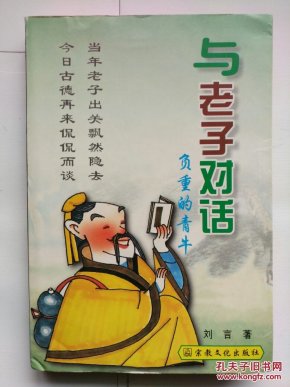 与老子对话
负重的青牛
当年老子出关飘然隐去
今日古德再来侃侃而谈
刘言 著
宗教文化出版社
孔夫子旧书网